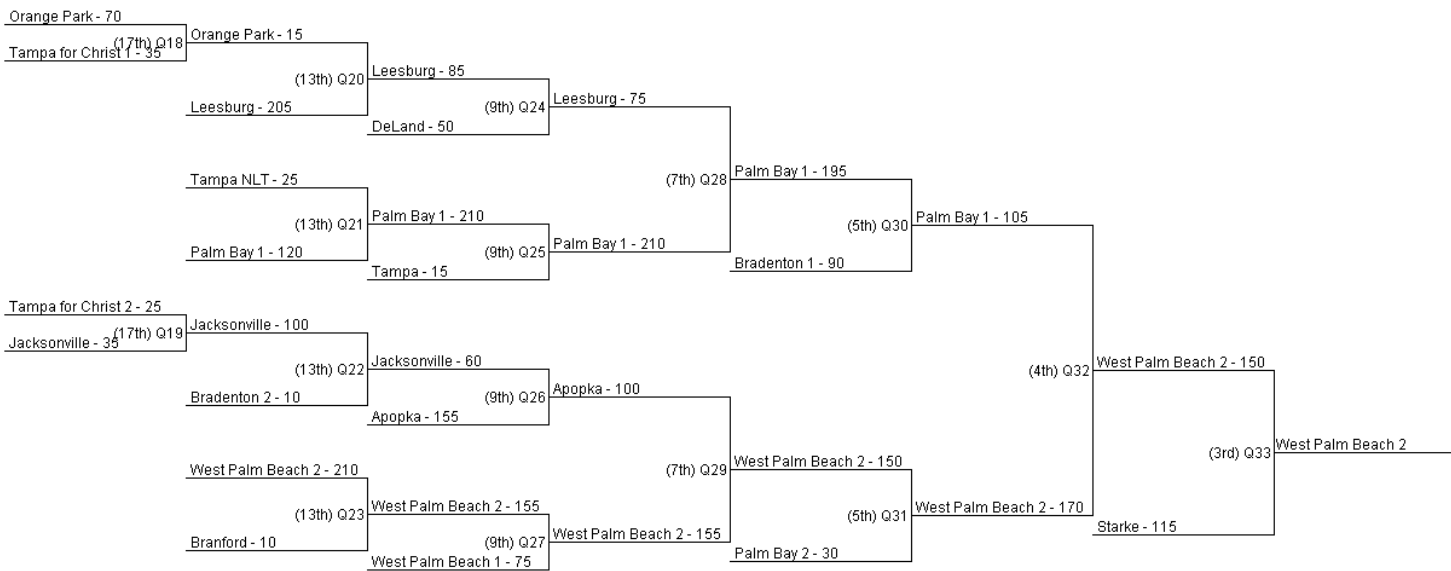 Orange Park - 70
(17th) Q18
Tampa for Christ 1 - 35
Orange Park - 15
(13th) Q20
Leesburg - 205
Leesburg - 85
(9th) Q24
DeLand - 50
Leesburg - 75
Tampa NLT - 25
(13th) Q21
Palm Bay 1 - 120
Palm Bay 1 - 210
(9th) Q25
Tampa - 15
Palm Bay 1 - 210
(7th) Q28
Palm Bay 1 - 195
(5th) Q30
Bradenton 1 - 90
Palm Bay 1 - 105
Tampa for Christ 2 - 25
(17th) Q19
Jacksonville - 35
Jacksonville - 100
(13th) Q22
Bradenton 2 - 10
Jacksonville - 60
(9th) Q26
Apopka - 155
Apopka - 100
West Palm Beach 2 - 210
(13th) Q23
Branford - 10
West Palm Beach 2 - 155
(9th) Q27
West Palm Beach 1 - 75
West Palm Beach 2 - 155
(7th) Q29
West Palm Beach 2 - 150
(5th) Q31
Palm Bay 2 - 30
West Palm Beach 2 - 170
(4th) Q32
West Palm Beach 2 - 150
(3rd) Q33
Starke - 115
West Palm Beach 2